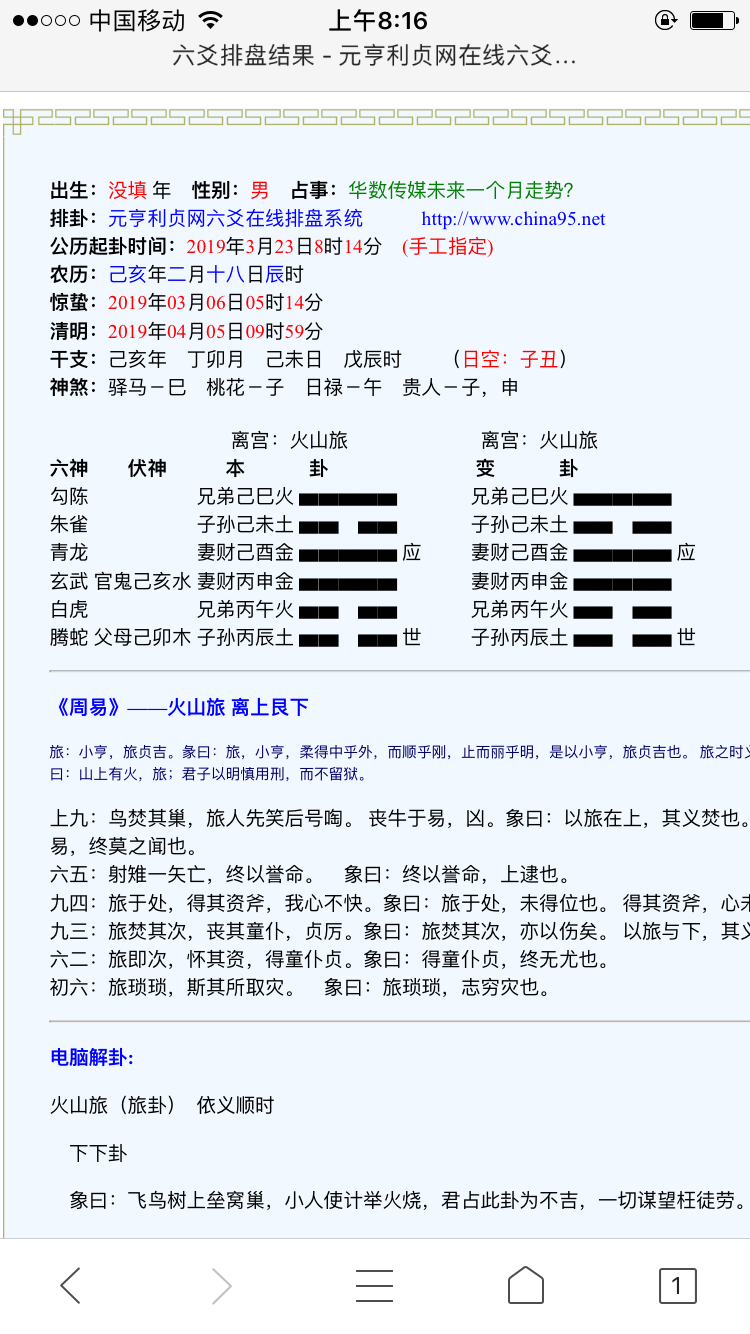 中国移动 上午8:16
六爻排盘结果 - 元亨利贞网在线六爻...
出生：没填 年 性别：男 占事：华数传媒未来一个月走势？
排卦：元亨利贞网六爻在线排盘系统 http://www.china95.net
公历起卦时间：2019年3月23日8时14分 (手工指定)
农历：己亥年二月十八日辰时
惊蛰：2019年03月06日05时14分
清明：2019年04月05日09时59分
干支：己亥年 丁卯月 己未日 戊辰时 （日空：子丑）
神煞：驿马－巳 桃花－子 日禄－午 贵人－子，申
离宫：火山旅 离宫：火山旅
六神 伏神 本 卦 变 卦
勾陈 兄弟己巳火 兄弟己巳火
朱雀 子孙己未土 子孙己未土
青龙 妻财己酉金 应 妻财己酉金 应
玄武 官鬼己亥水 妻财丙申金 妻财丙申金
白虎 兄弟丙午火 兄弟丙午火
腾蛇 父母己卯木 子孙丙辰土 世 子孙丙辰土 世
《周易》——火山旅 离上艮下
旅：小亨，旅贞吉。彖曰：旅，小亨，柔得中乎外，而顺乎刚，止而丽乎明，是以小亨，旅贞吉也。 旅之时义
曰：山上有火，旅；君子以明慎用刑，而不留狱。
上九：鸟焚其巢，旅人先笑后号啕。 丧牛于易，凶。象曰：以旅在上，其义焚也。
易，终莫之闻也。
六五：射雉一矢亡，终以誉命。 象曰：终以誉命，上逮也。
九四：旅于处，得其资斧，我心不快。象曰：旅于处，未得位也。 得其资斧，心未
九三：旅焚其次，丧其童仆，贞厉。象曰：旅焚其次，亦以伤矣。 以旅与下，其义
六二：旅即次，怀其资，得童仆贞。象曰：得童仆贞，终无尤也。
初六：旅琐琐，斯其所取灾。 象曰：旅琐琐，志穷灾也。
电脑解卦:
火山旅（旅卦） 依义顺时
下下卦
象曰：飞鸟树上垒窝巢，小人使计举火烧，君占此卦为不吉，一切谋望枉徒劳。
1